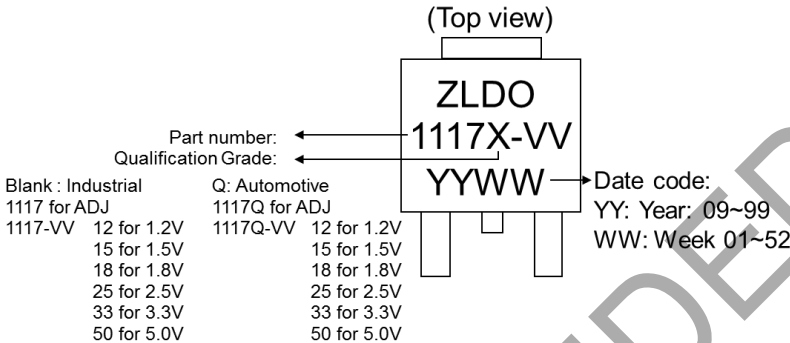 (Top view)
ZLDO
1117X-VV
YYWW
Part number:
Qualification Grade:
Blank : Industrial
1117 for ADJ
1117-VV 12 for 1.2V
15 for 1.5V
18 for 1.8V
25 for 2.5V
33 for 3.3V
50 for 5.0V
Q: Automotive
1117Q for ADJ
1117Q-VV 12 for 1.2V
15 for 1.5V
18 for 1.8V
25 for 2.5V
33 for 3.3V
50 for 5.0V
Date code:
YY: Year: 09~99
WW: Week 01~52